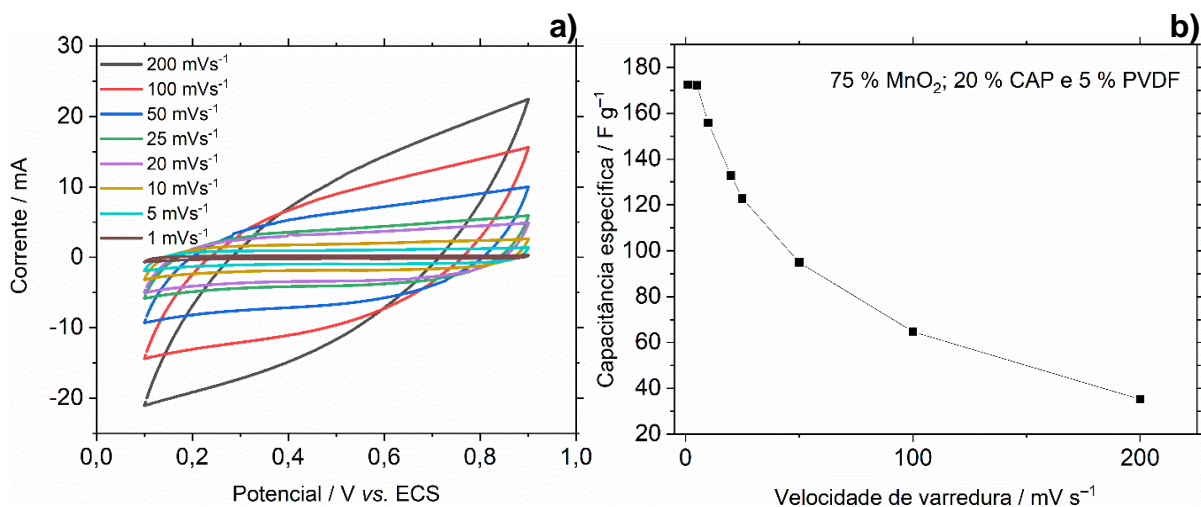 a)
30
20
10
0
-10
-20
0,0
0,2
0,4
0,6
0,8
1,0
Corrente / mA
Potencial / V vs. ECS
200 mVs⁻¹
100 mVs⁻¹
50 mVs⁻¹
25 mVs⁻¹
20 mVs⁻¹
10 mVs⁻¹
5 mVs⁻¹
1 mVs⁻¹
b)
75 % MnO₂; 20 % CAP e 5 % PVDF
180
160
140
120
100
80
60
40
20
0
100
200
Capacitância específica / F g⁻¹
Velocidade de varredura / mV s⁻¹